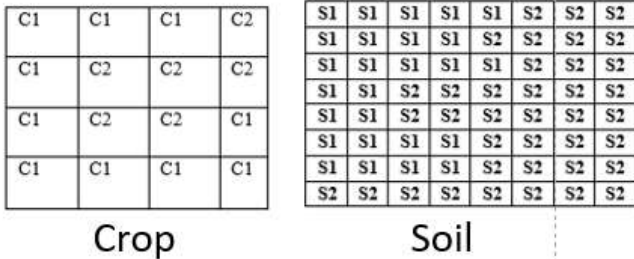 C1 C1 C1 C2
C1 C2 C2 C2
C1 C2 C2 C1
C1 C1 C1 C1
Crop
S1 S1 S1 S1 S1 S2 S2 S2
S1 S1 S1 S1 S2 S2 S2 S2
S1 S1 S1 S1 S1 S2 S2 S2
S1 S1 S2 S2 S2 S2 S2 S2
S1 S1 S2 S2 S2 S2 S2 S2
S1 S1 S1 S1 S2 S2 S2 S2
S1 S1 S1 S1 S2 S2 S2 S2
S2 S2 S2 S2 S2 S2 S2 S2
Soil